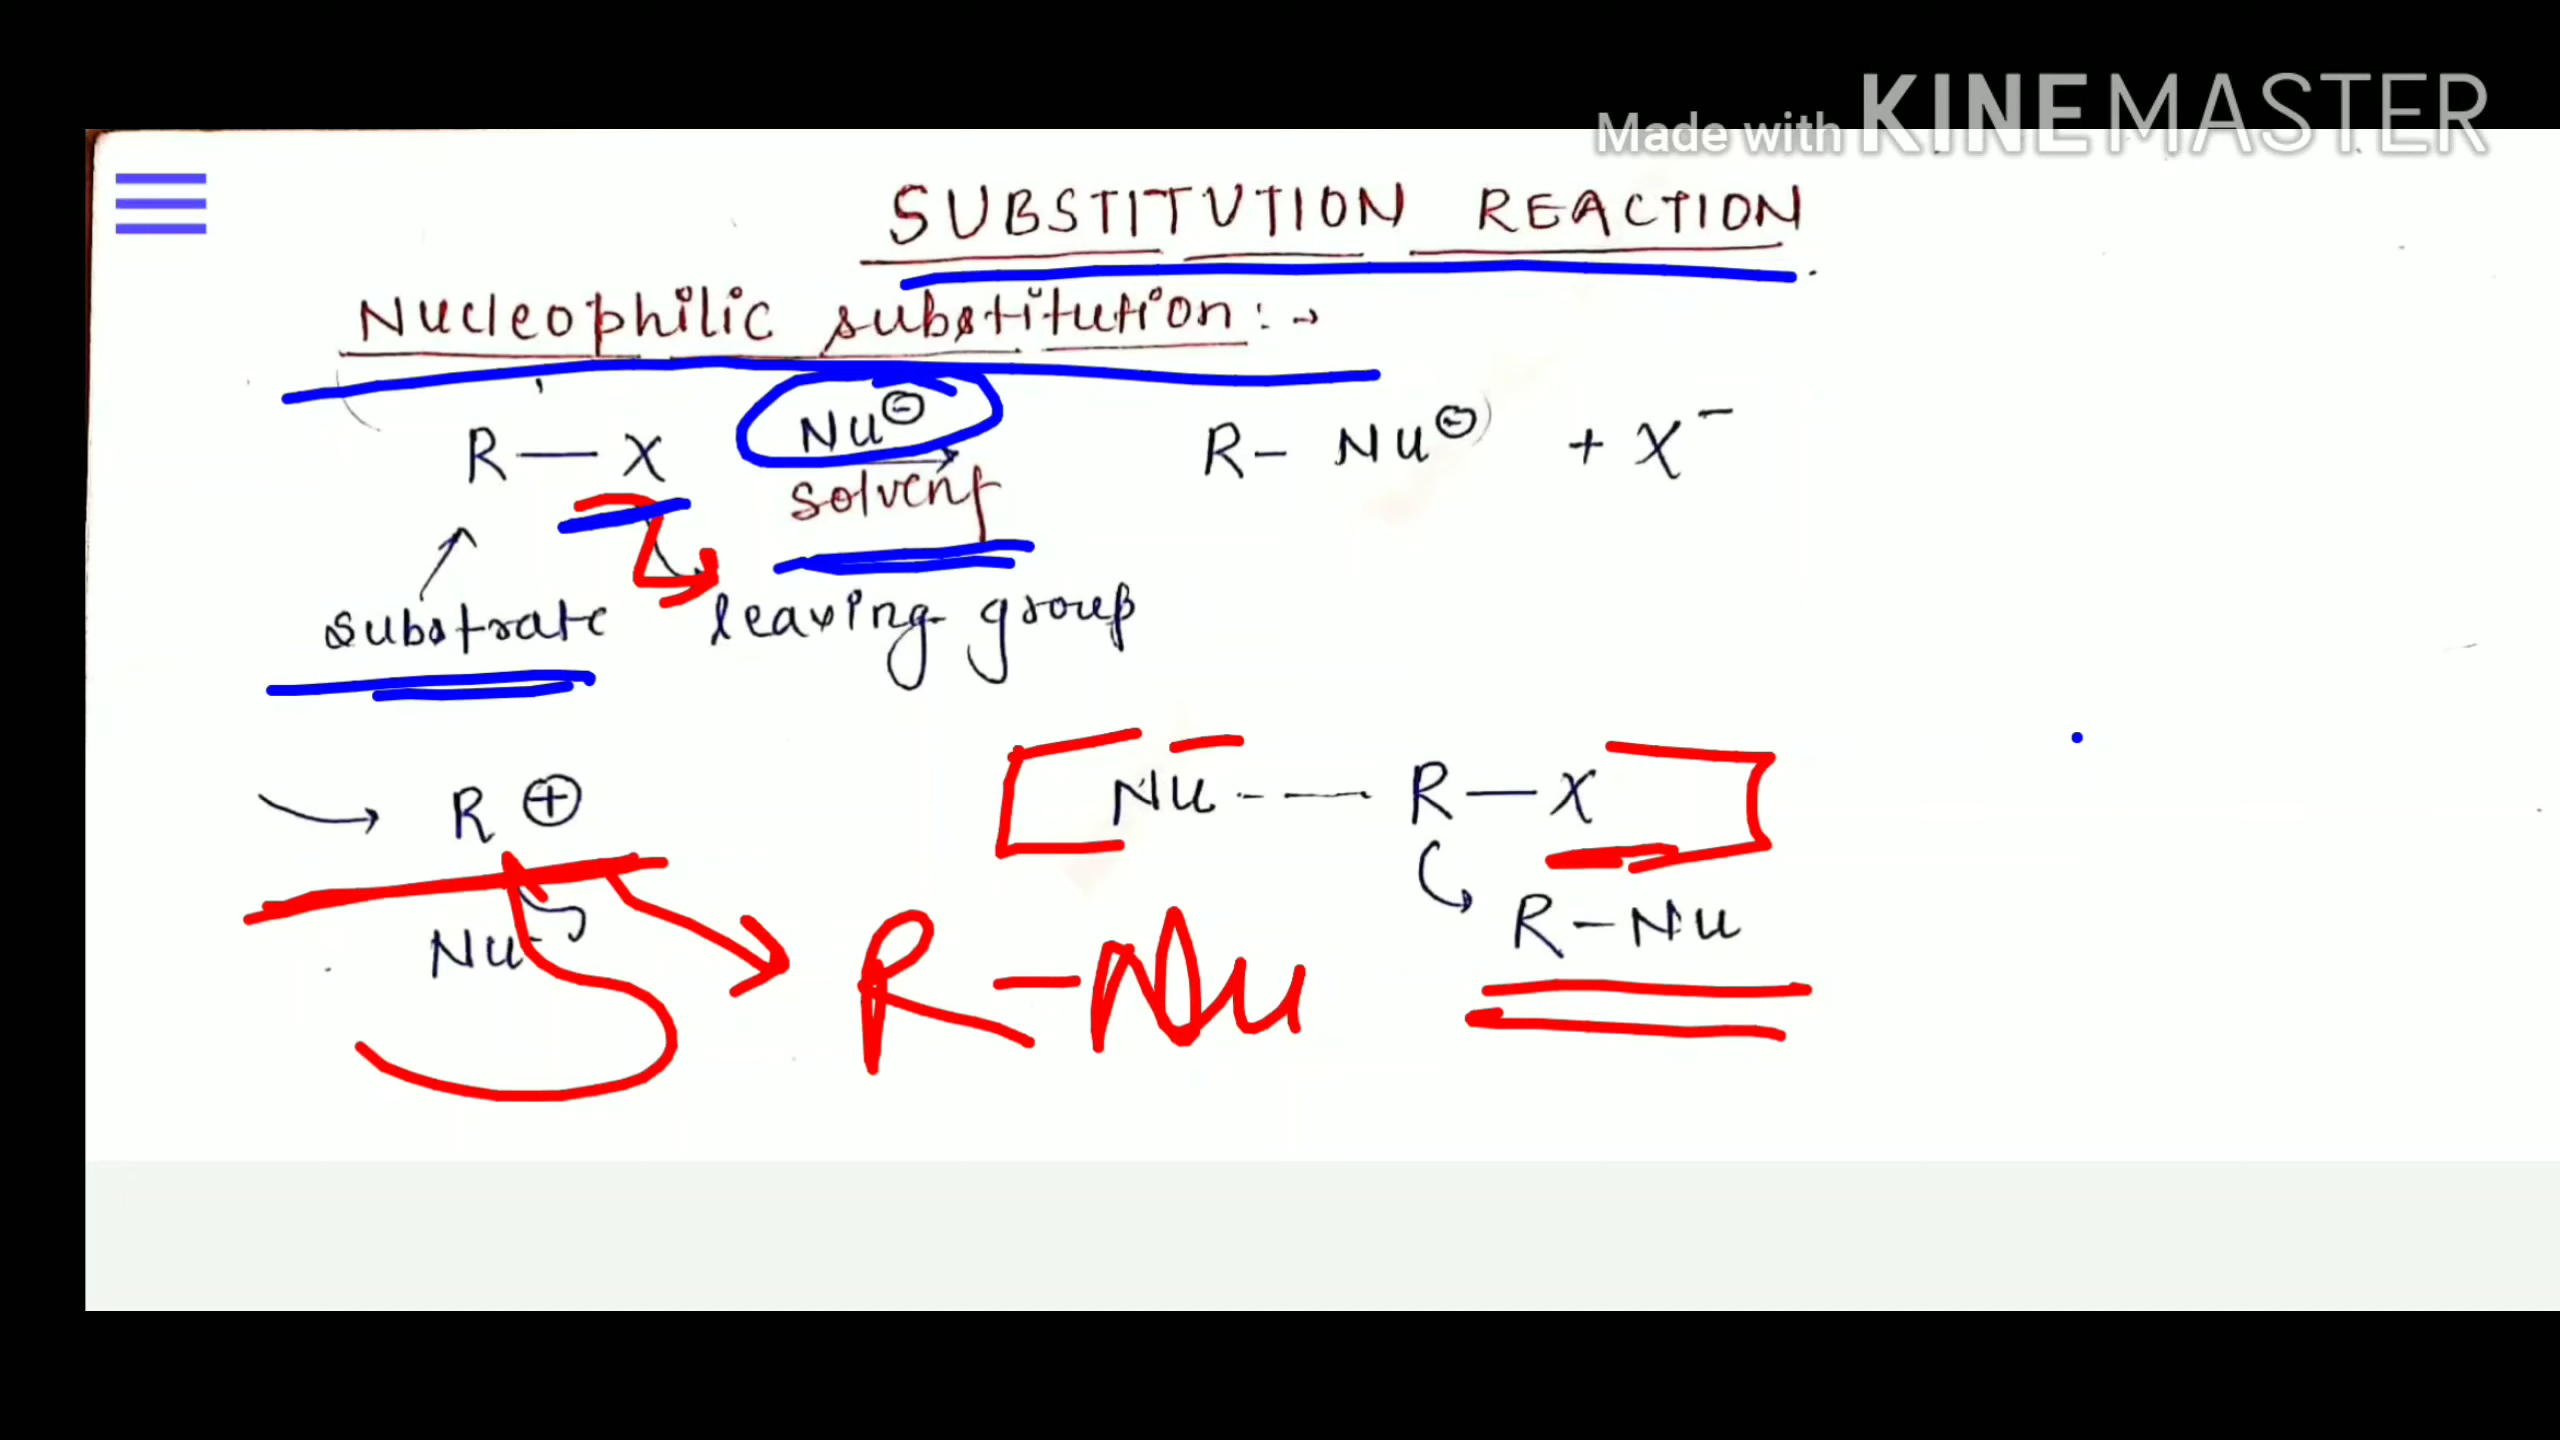 Made with KINEMASTER
SUBSTITUTION REACTION
Nucleophilic substitution:→
R—X Nu⊖ R-Nu⊖ + X⁻
solvent
substrate leaving group
→ R⊕ Nu-----R—X
Nu⁻ R-Nu R-Nu